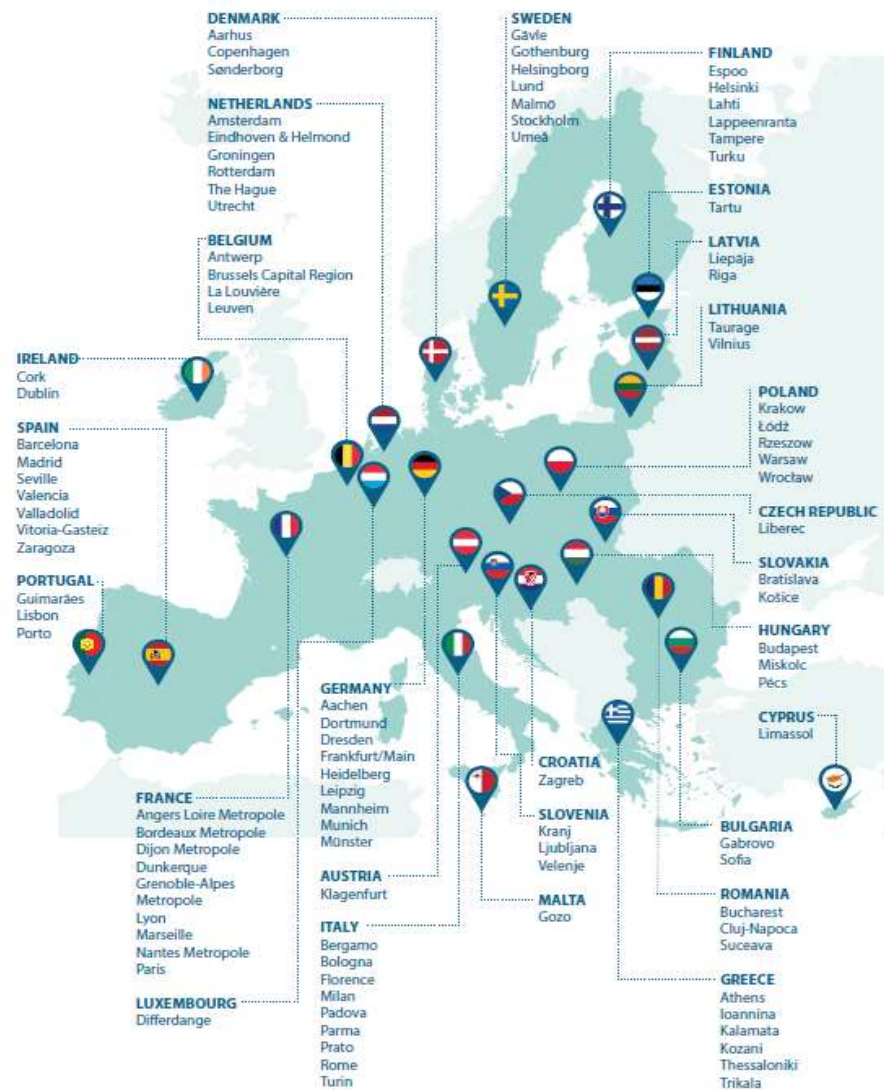 DENMARK
Aarhus
Copenhagen
Sønderborg
NETHERLANDS
Amsterdam
Eindhoven & Helmond
Groningen
Rotterdam
The Hague
Utrecht
BELGIUM
Antwerp
Brussels Capital Region
La Louvière
Leuven
IRELAND
Cork
Dublin
SPAIN
Barcelona
Madrid
Seville
Valencia
Valladolid
Vitoria-Gasteiz
Zaragoza
PORTUGAL
Guimarães
Lisbon
Porto
SWEDEN
Gävle
Gothenburg
Helsingborg
Lund
Malmö
Stockholm
Umeå
FINLAND
Espoo
Helsinki
Lahti
Lappeenranta
Tampere
Turku
ESTONIA
Tartu
LATVIA
Liepāja
Riga
LITHUANIA
Taurage
Vilnius
POLAND
Krakow
Łódź
Rzeszow
Warsaw
Wrocław
CZECH REPUBLIC
Liberec
SLOVAKIA
Bratislava
Košice
HUNGARY
Budapest
Miskolc
Pécs
CYPRUS
Limassol
FRANCE
Angers Loire Metropole
Bordeaux Metropole
Dijon Metropole
Dunkerque
Grenoble-Alpes
Metropole
Lyon
Marseille
Nantes Metropole
Paris
LUXEMBOURG
Differdange
GERMANY
Aachen
Dortmund
Dresden
Frankfurt/Main
Heidelberg
Leipzig
Mannheim
Munich
Münster
AUSTRIA
Klagenfurt
ITALY
Bergamo
Bologna
Florence
Milan
Padova
Parma
Prato
Rome
Turin
CROATIA
Zagreb
SLOVENIA
Kranj
Ljubljana
Velenje
MALTA
Gozo
BULGARIA
Gabrovo
Sofia
ROMANIA
Bucharest
Cluj-Napoca
Suceava
GREECE
Athens
Ioannina
Kalamata
Kozani
Thessaloniki
Trikala